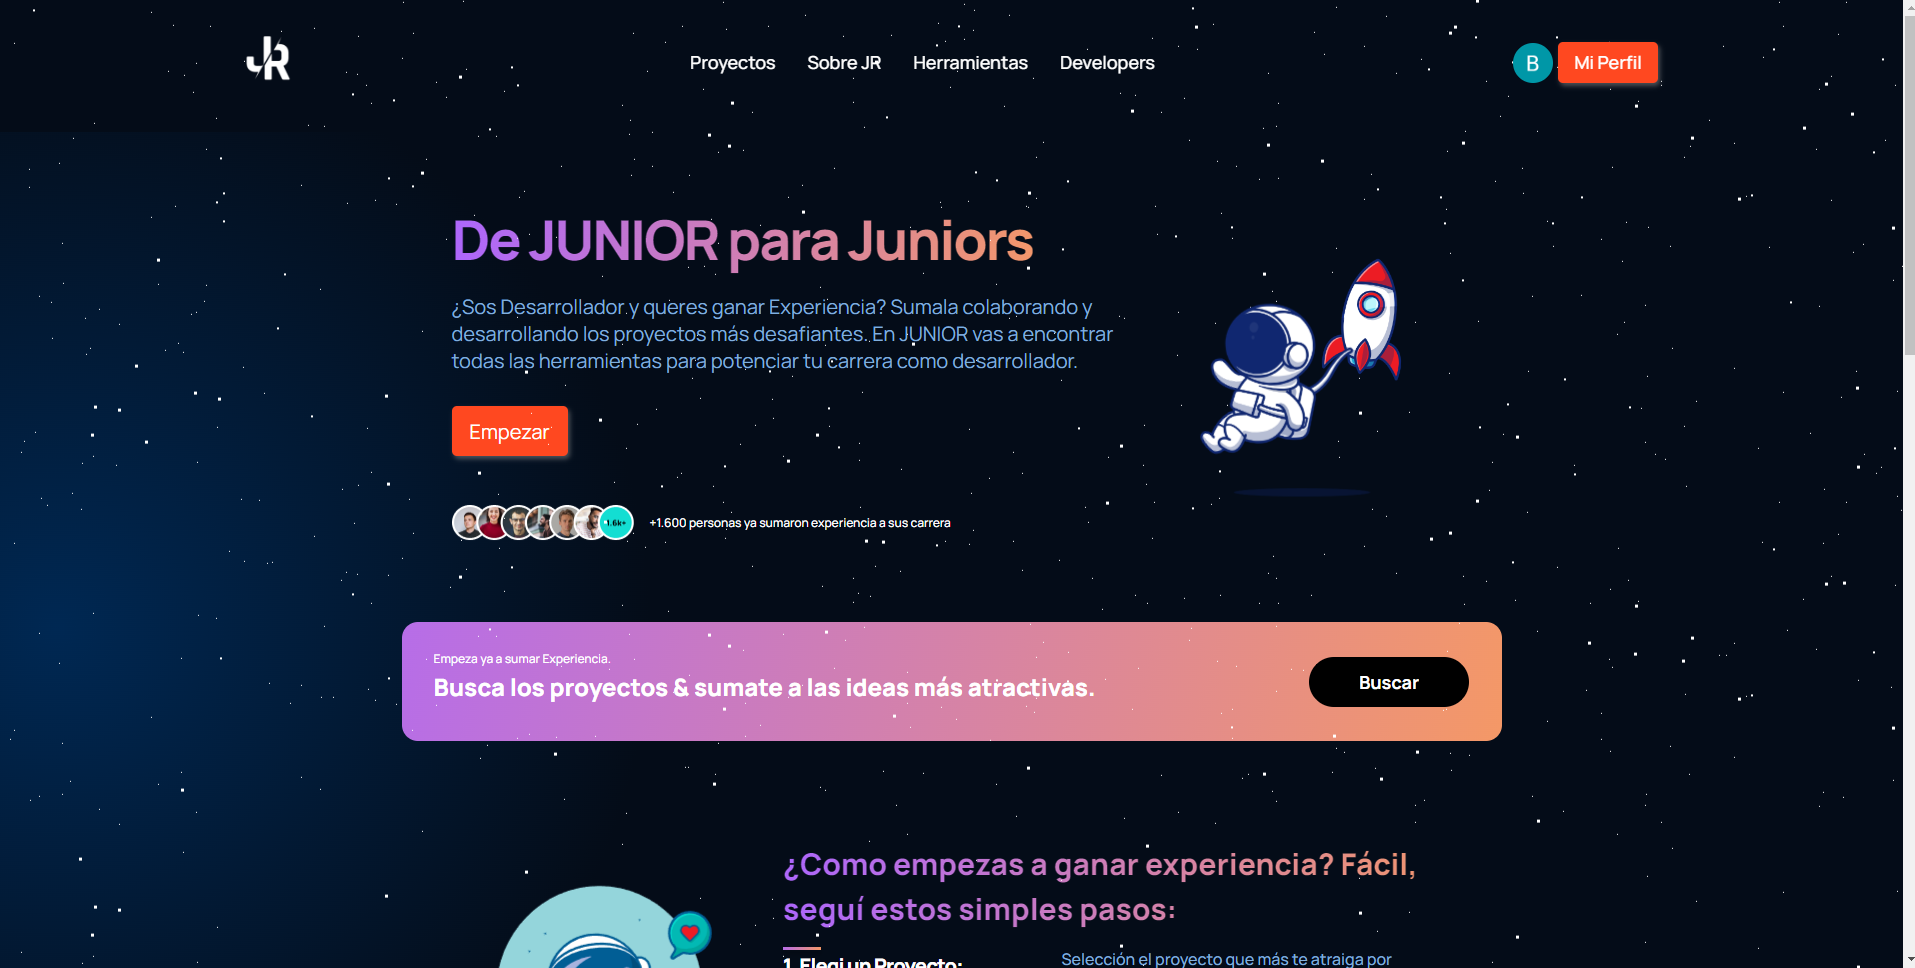 JR
Proyectos
Sobre JR
Herramientas
Developers
B
Mi Perfil
De JUNIOR para Juniors
¿Sos Desarrollador y queres ganar Experiencia? Sumala colaborando y
desarrollando los proyectos más desafiantes. En JUNIOR vas a encontrar
todas las herramientas para potenciar tu carrera como desarrollador.
Empezar
1.6k+
+1.600 personas ya sumaron experiencia a sus carrera
Empeza ya a sumar Experiencia.
Busca los proyectos & sumate a las ideas más atractivas.
Buscar
¿Como empezas a ganar experiencia? Fácil,
seguí estos simples pasos:
1. Elegi un Proyecto:
Selección el proyecto que más te atraiga por